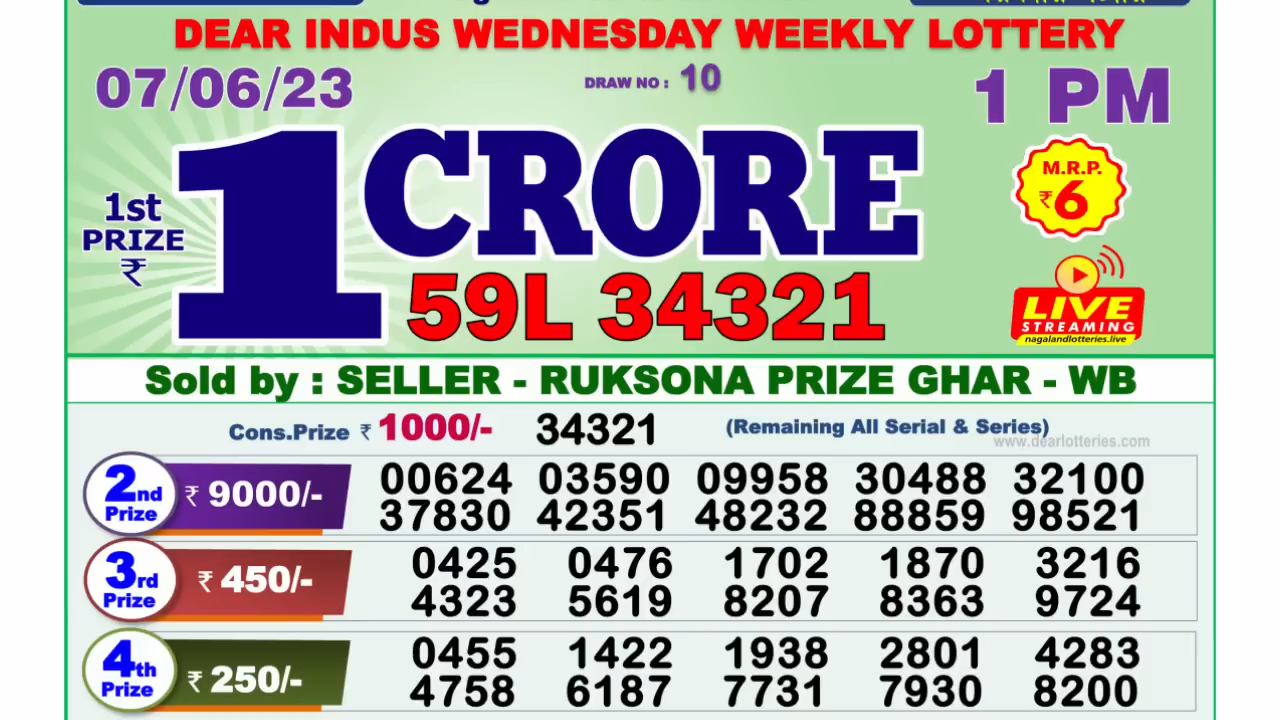 DEAR INDUS WEDNESDAY WEEKLY LOTTERY
07/06/23
DRAW NO : 10
1 PM
1st
PRIZE
₹
1 CRORE
59L 34321
M.R.P.
₹6
LIVE
STREAMING
nagalandlotteries.live
Sold by : SELLER - RUKSONA PRIZE GHAR - WB
Cons.Prize ₹ 1000/- 34321 (Remaining All Serial & Series)
www.dearlotteries.com
2nd Prize ₹ 9000/-
00624 03590 09958 30488 32100
37830 42351 48232 88859 98521
3rd Prize ₹ 450/-
0425 0476 1702 1870 3216
4323 5619 8207 8363 9724
4th Prize ₹ 250/-
0455 1422 1938 2801 4283
4758 6187 7731 7930 8200